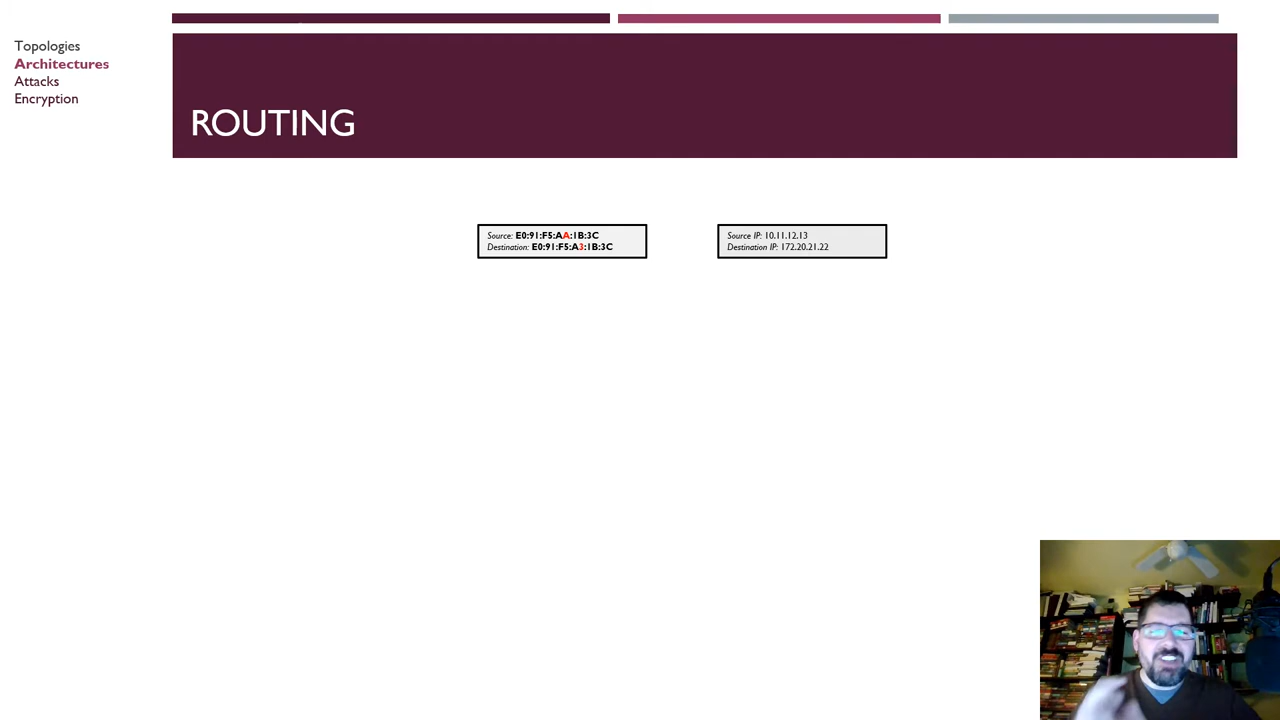 Topologies
Architectures
Attacks
Encryption
ROUTING
Source: E0:91:F5:AA:1B:3C
Destination: E0:91:F5:A3:1B:3C
Source IP: 10.11.12.13
Destination IP: 172.20.21.22